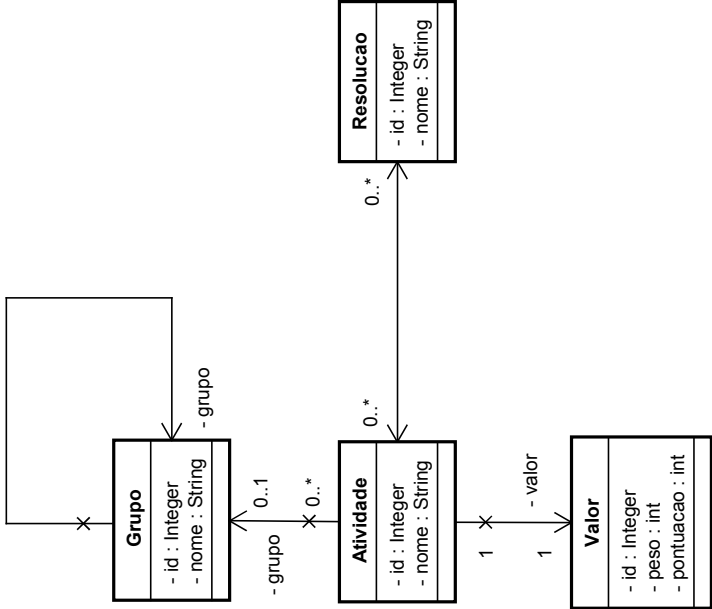 Resolucao
- id : Integer
- nome : String
0..*
0..*
- grupo
Grupo
- id : Integer
- nome : String
0..1
- grupo
0..*
Atividade
- id : Integer
- nome : String
1
- valor
1
Valor
- id : Integer
- peso : int
- pontuacao : int